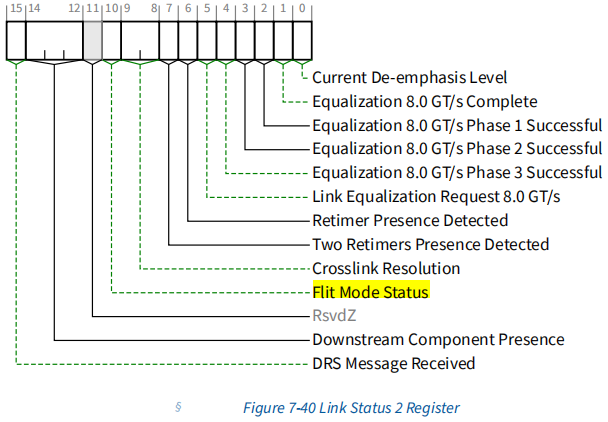 15 14 12 11 10 9 8 7 6 5 4 3 2 1 0
Current De-emphasis Level
Equalization 8.0 GT/s Complete
Equalization 8.0 GT/s Phase 1 Successful
Equalization 8.0 GT/s Phase 2 Successful
Equalization 8.0 GT/s Phase 3 Successful
Link Equalization Request 8.0 GT/s
Retimer Presence Detected
Two Retimers Presence Detected
Crosslink Resolution
Flit Mode Status
RsvdZ
Downstream Component Presence
DRS Message Received
§ Figure 7-40 Link Status 2 Register